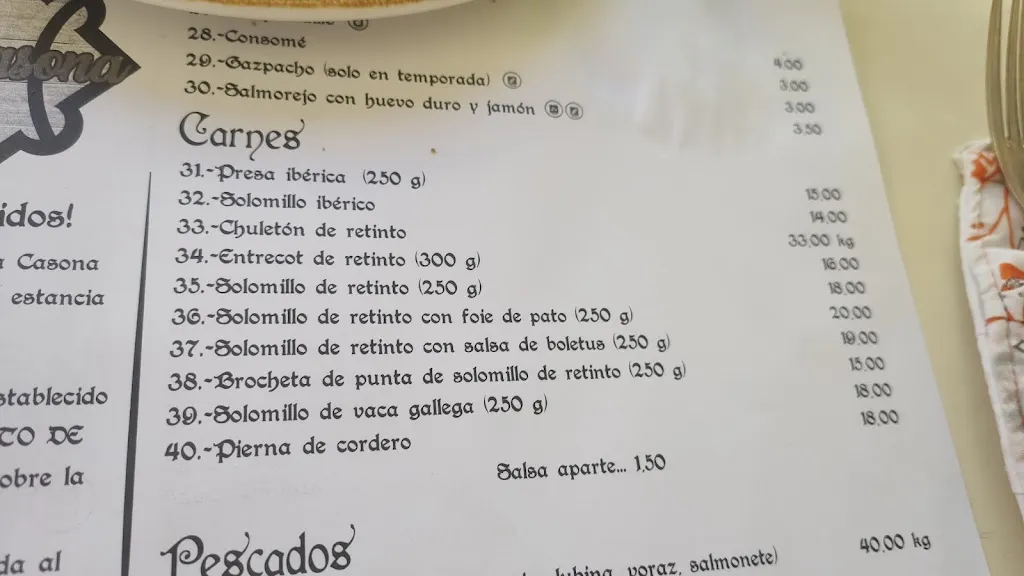 asona
idos!
a Casona
estancia
stablecido
TO DE
obre la
da al
28.-Consomé 4,00
29.-Gazpacho (solo en temporada) 3,00
30.-Salmorejo con huevo duro y jamón 3,00
3,50
Carnes
31.-Presa ibérica (250 g) 15,00
32.-Solomillo ibérico 14,00
33.-Chuletón de retinto 33,00 kg
34.-Entrecot de retinto (300 g) 16,00
35.-Solomillo de retinto (250 g) 18,00
36.-Solomillo de retinto con foie de pato (250 g) 20,00
37.-Solomillo de retinto con salsa de boletus (250 g) 19,00
38.-Brocheta de punta de solomillo de retinto (250 g) 15,00
39.-Solomillo de vaca gallega (250 g) 18,00
40.-Pierna de cordero 18,00
Salsa aparte... 1,50
Pescados
lubina, voraz, salmonete) 40,00 kg